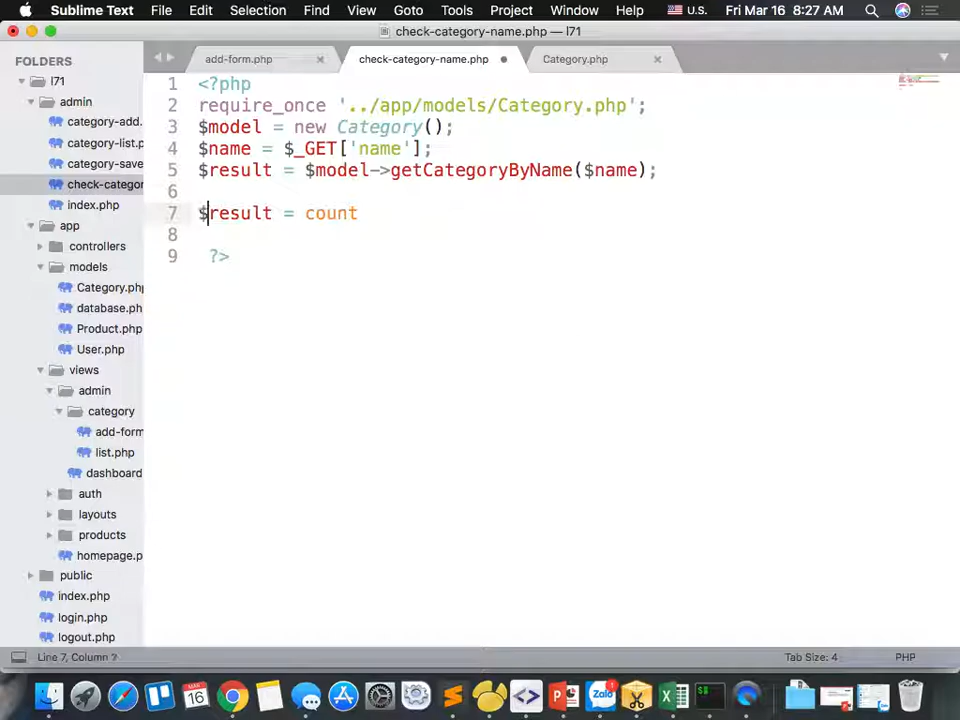 Sublime Text File Edit Selection Find View Goto Tools Project Window Help U.S. Fri Mar 16 8:27 AM
check-category-name.php — l71
FOLDERS
l71
admin
category-add.
category-list.p
category-save
check-categor
index.php
app
controllers
models
Category.php
database.ph
Product.php
User.php
views
admin
category
add-form
list.php
dashboard
auth
layouts
products
homepage.p
public
index.php
login.php
logout.php
add-form.php × check-category-name.php Category.php ×
1 <?php
2 require_once '../app/models/Category.php';
3 $model = new Category();
4 $name = $_GET['name'];
5 $result = $model->getCategoryByName($name);
6
7 $result = count
8
9 ?>
Line 7, Column 2 Tab Size: 4 PHP
MAR
16
Zalo
1